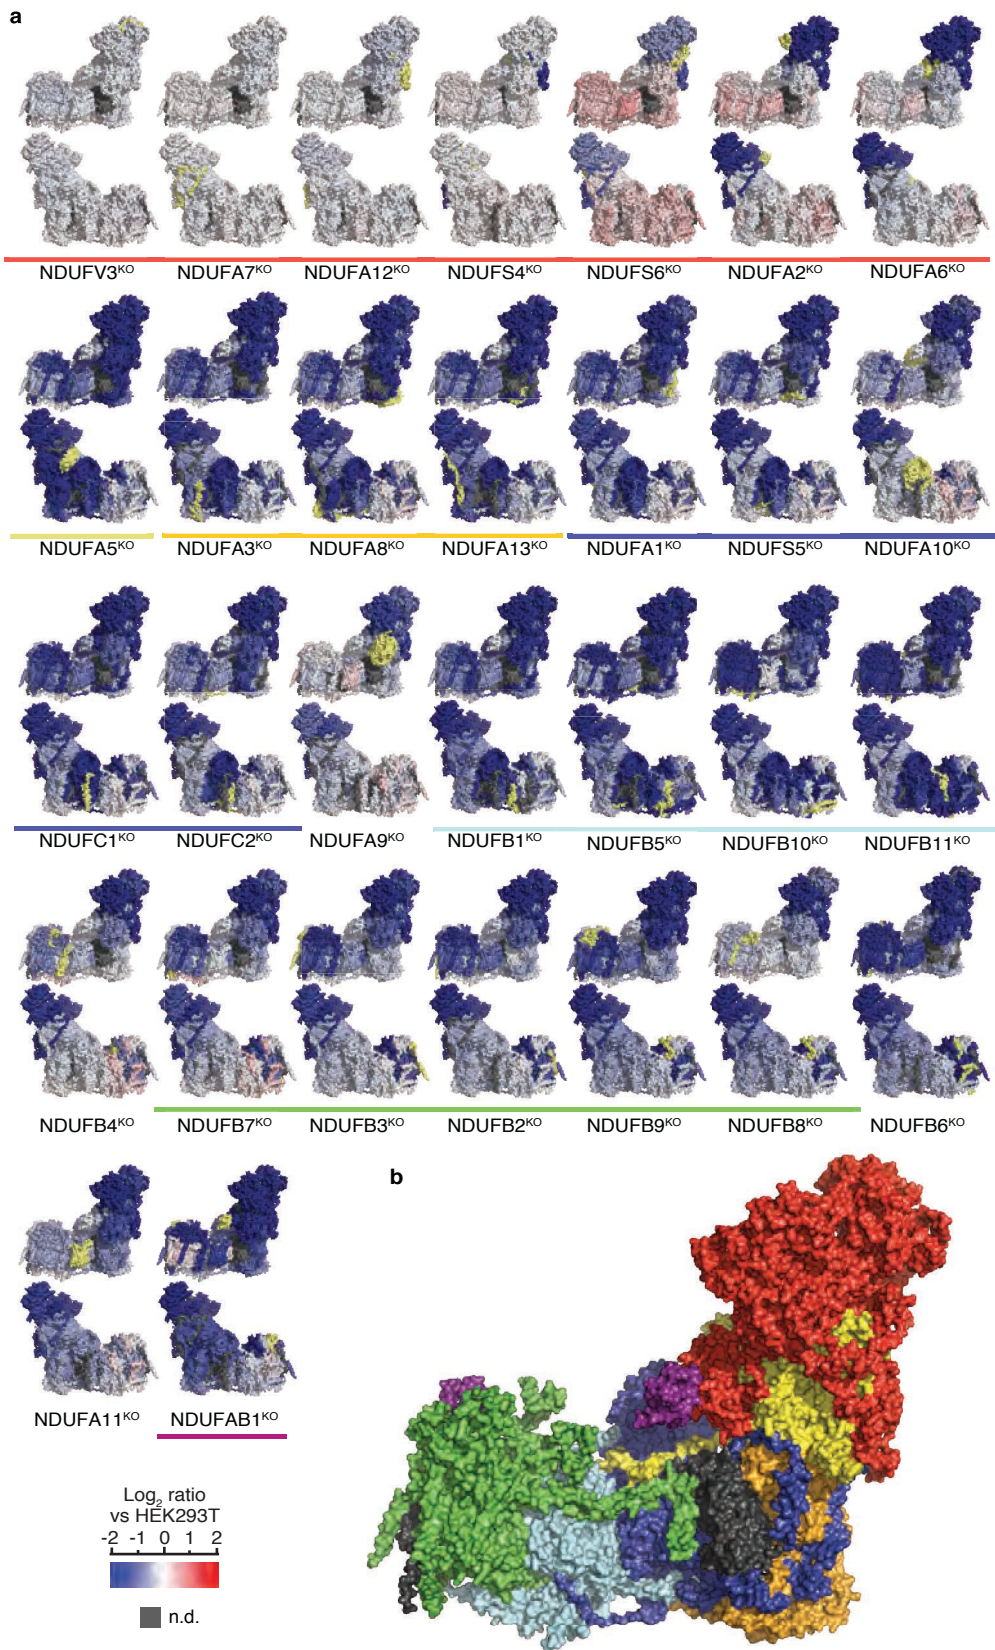 a
NDUFV3KO NDUFA7KO NDUFA12KO NDUFS4KO NDUFS6KO NDUFA2KO NDUFA6KO
NDUFA5KO NDUFA3KO NDUFA8KO NDUFA13KO NDUFA1KO NDUFS5KO NDUFA10KO
NDUFC1KO NDUFC2KO NDUFA9KO NDUFB1KO NDUFB5KO NDUFB10KO NDUFB11KO
NDUFB4KO NDUFB7KO NDUFB3KO NDUFB2KO NDUFB9KO NDUFB8KO NDUFB6KO
b
NDUFA11KO NDUFAB1KO
Log2 ratio
vs HEK293T
-2 -1 0 1 2
n.d.